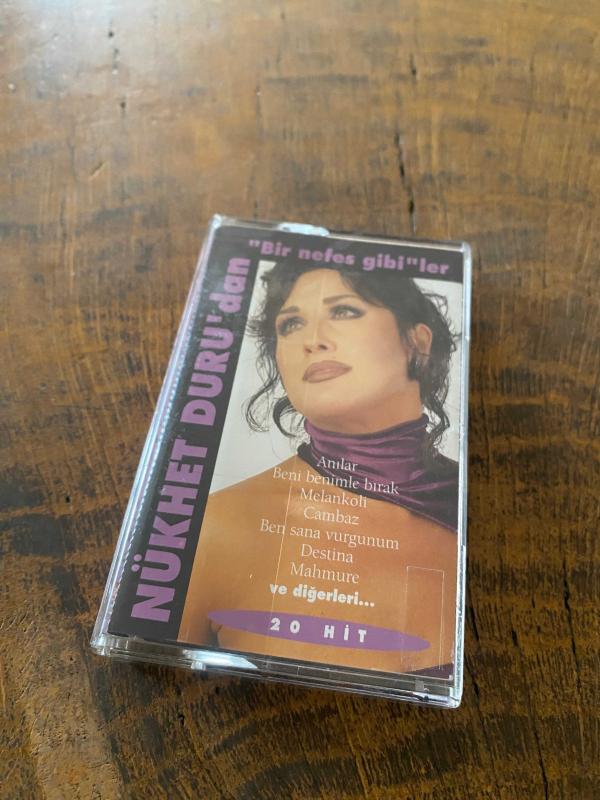 NÜKHET DURU'dan
"Bir nefes gibi"ler
Anılar
Beni benimle bırak
Melankoli
Cambaz
Ben sana vurgunum
Destina
Mahmure
ve diğerleri...
20 HİT